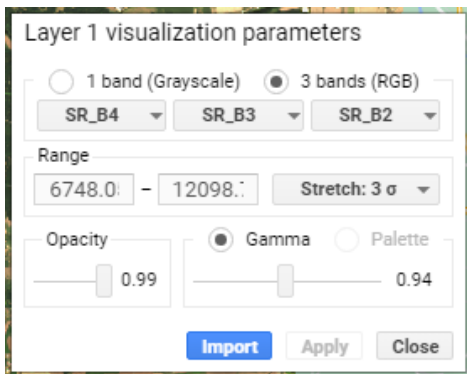 Layer 1 visualization parameters
1 band (Grayscale) 3 bands (RGB)
SR_B4 SR_B3 SR_B2
Range
6748.0 – 12098. Stretch: 3 σ
Opacity Gamma Palette
0.99 0.94
Import Apply Close